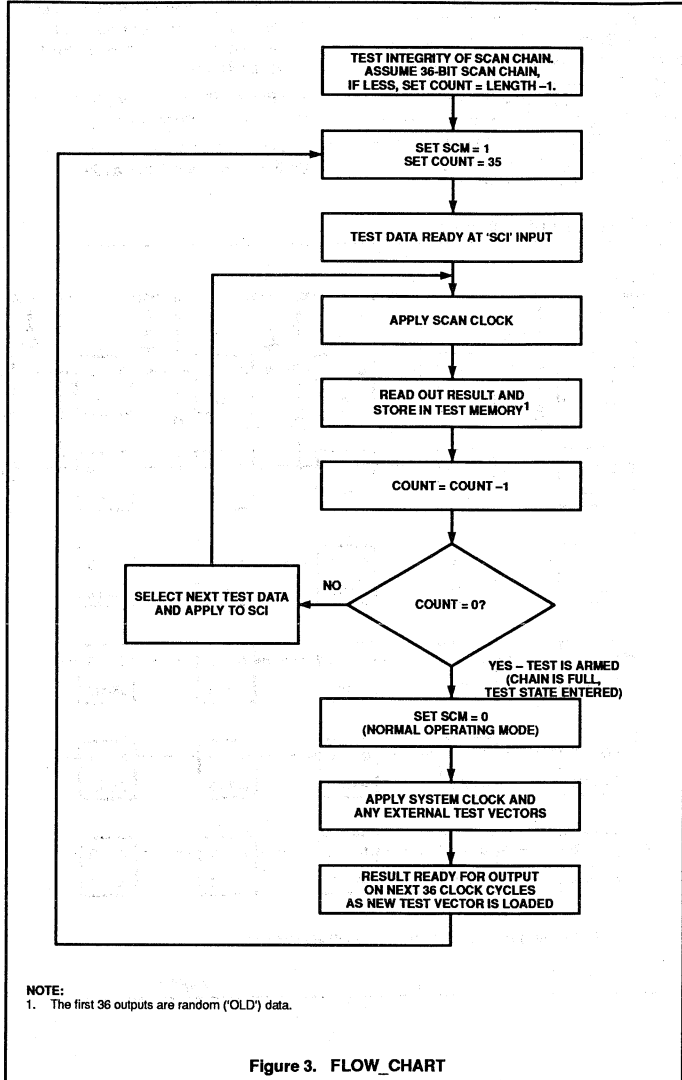 TEST INTEGRITY OF SCAN CHAIN.
ASSUME 36-BIT SCAN CHAIN,
IF LESS, SET COUNT = LENGTH –1.
SET SCM = 1
SET COUNT = 35
TEST DATA READY AT 'SCI' INPUT
APPLY SCAN CLOCK
READ OUT RESULT AND
STORE IN TEST MEMORY1
COUNT = COUNT –1
SELECT NEXT TEST DATA
AND APPLY TO SCI
NO
COUNT = 0?
YES – TEST IS ARMED
(CHAIN IS FULL,
TEST STATE ENTERED)
SET SCM = 0
(NORMAL OPERATING MODE)
APPLY SYSTEM CLOCK AND
ANY EXTERNAL TEST VECTORS
RESULT READY FOR OUTPUT
ON NEXT 36 CLOCK CYCLES
AS NEW TEST VECTOR IS LOADED
NOTE:
1. The first 36 outputs are random ('OLD') data.
Figure 3. FLOW_CHART